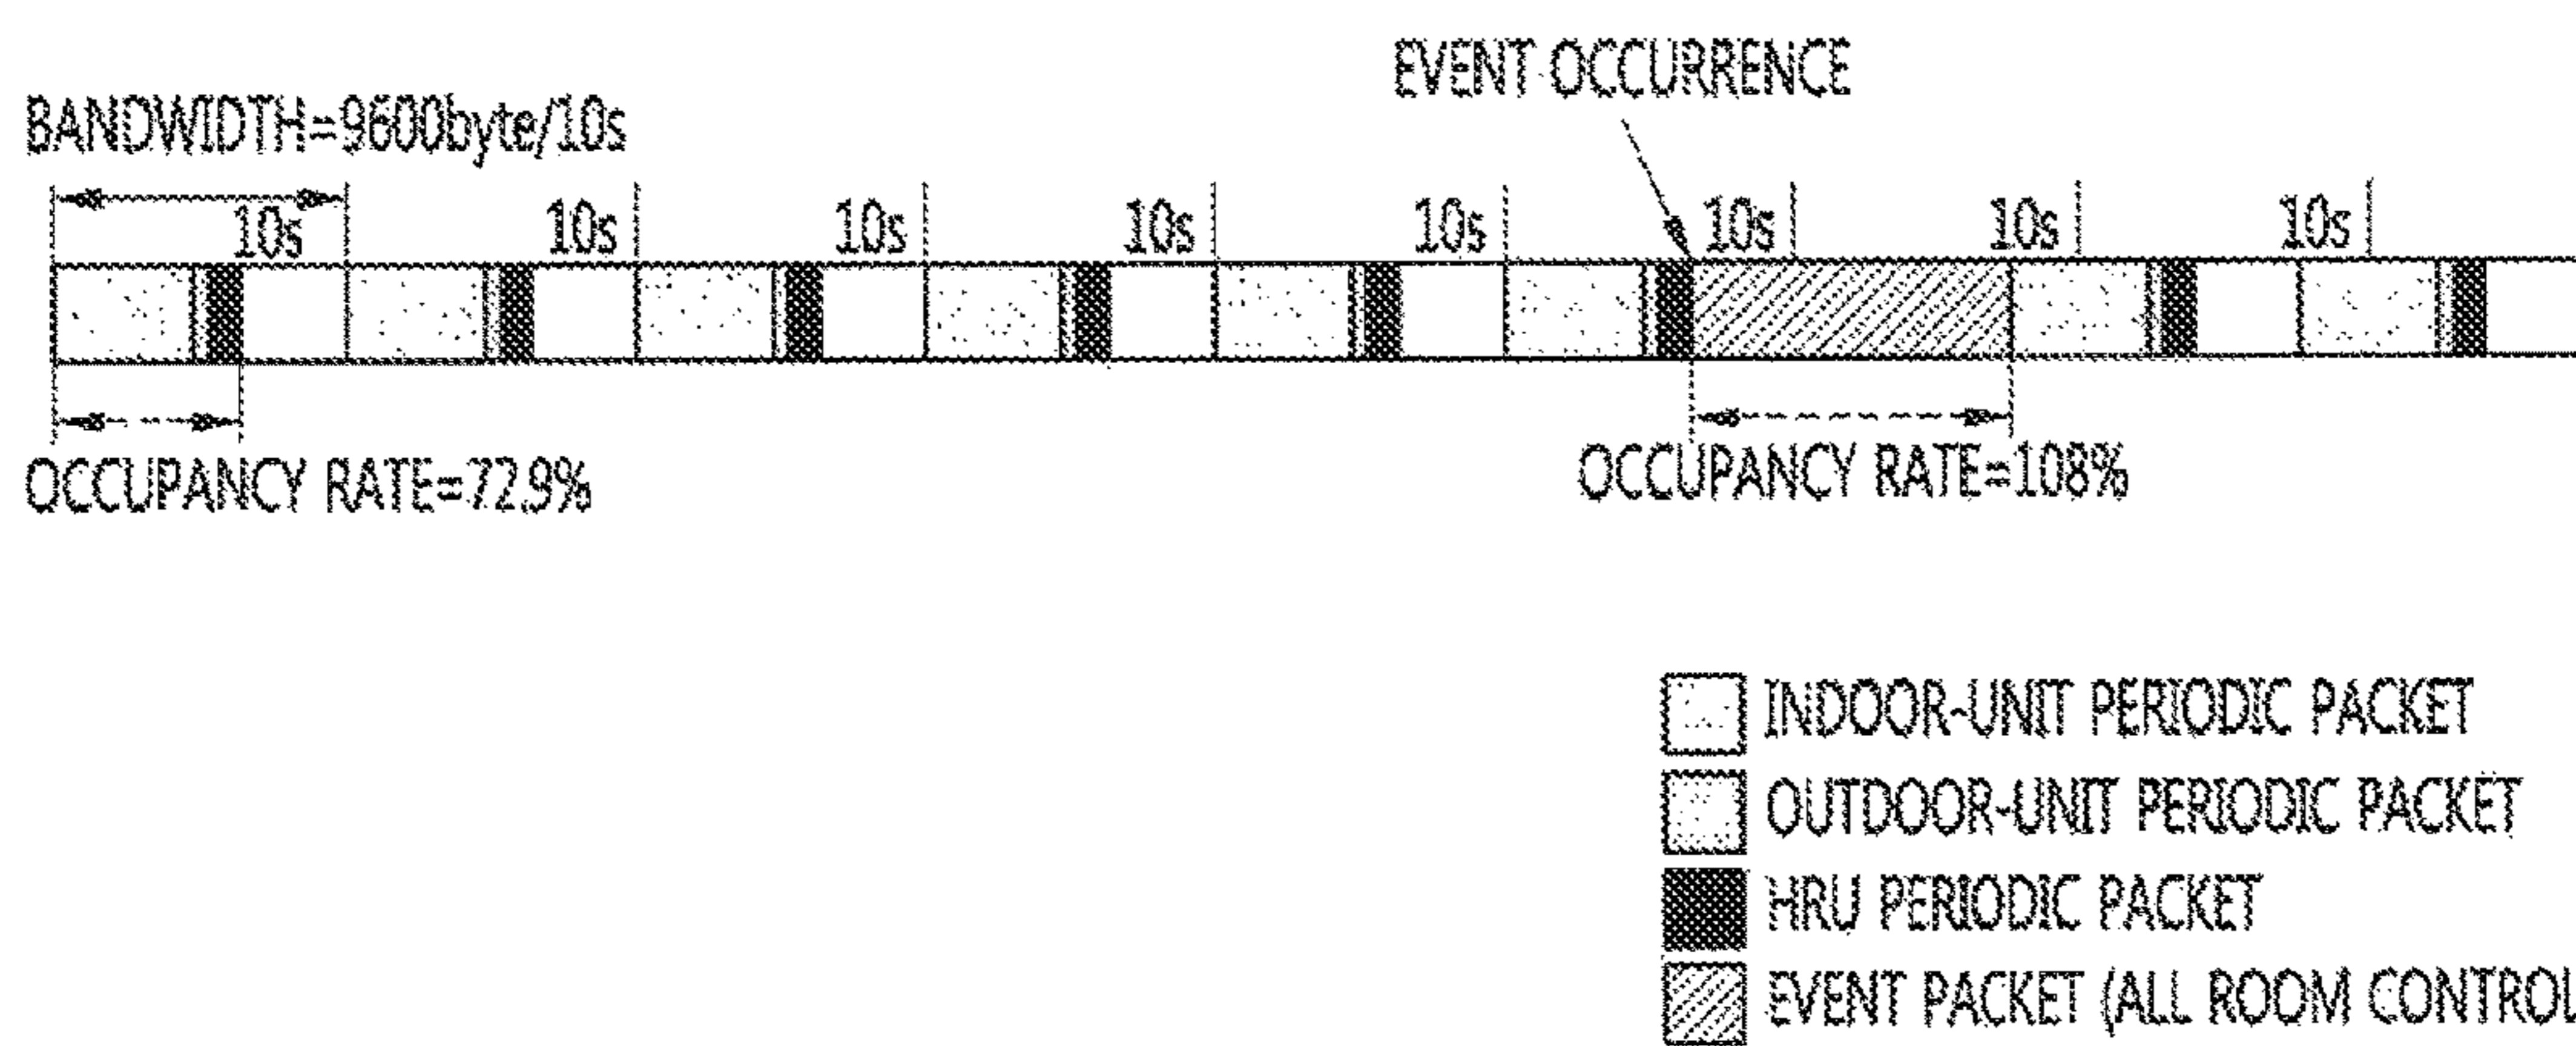 EVENT OCCURRENCE
BANDWIDTH=9600byte/10s
10s 10s 10s 10s 10s 10s 10s 10s
OCCUPANCY RATE=72.9%
OCCUPANCY RATE=108%
INDOOR-UNIT PERIODIC PACKET
OUTDOOR-UNIT PERIODIC PACKET
HRU PERIODIC PACKET
EVENT PACKET (ALL ROOM CONTROL